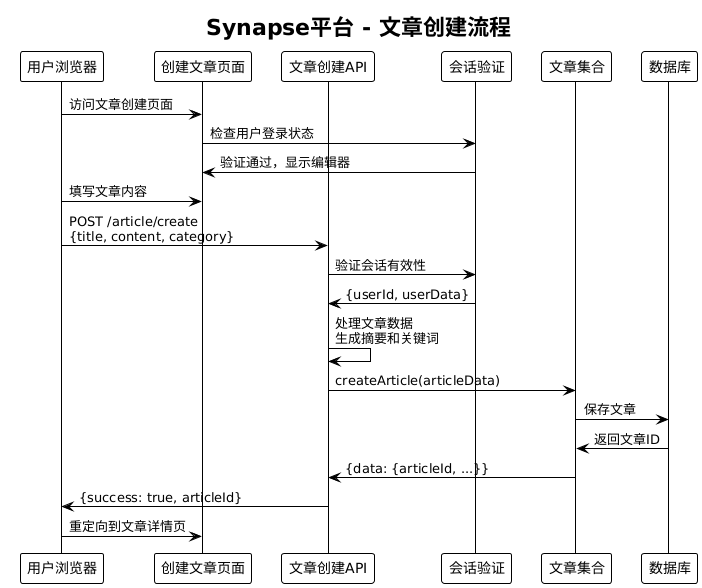 Synapse平台 - 文章创建流程
用户浏览器 创建文章页面 文章创建API 会话验证 文章集合 数据库
访问文章创建页面
检查用户登录状态
验证通过，显示编辑器
填写文章内容
POST /article/create
{title, content, category}
验证会话有效性
{userId, userData}
处理文章数据
生成摘要和关键词
createArticle(articleData)
保存文章
返回文章ID
{data: {articleId, ...}}
{success: true, articleId}
重定向到文章详情页
用户浏览器 创建文章页面 文章创建API 会话验证 文章集合 数据库